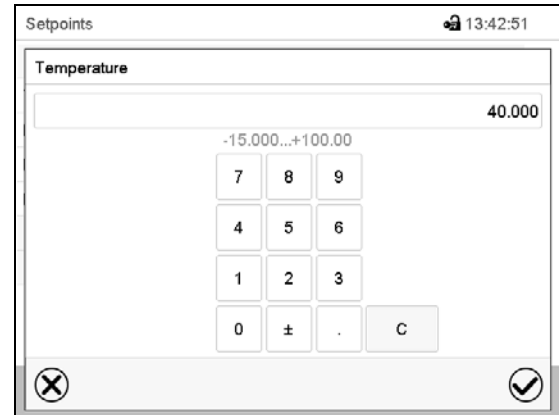 Setpoints 13:42:51
Temperature
40.000
-15.000...+100.00
7 8 9
4 5 6
1 2 3
0 ± . C